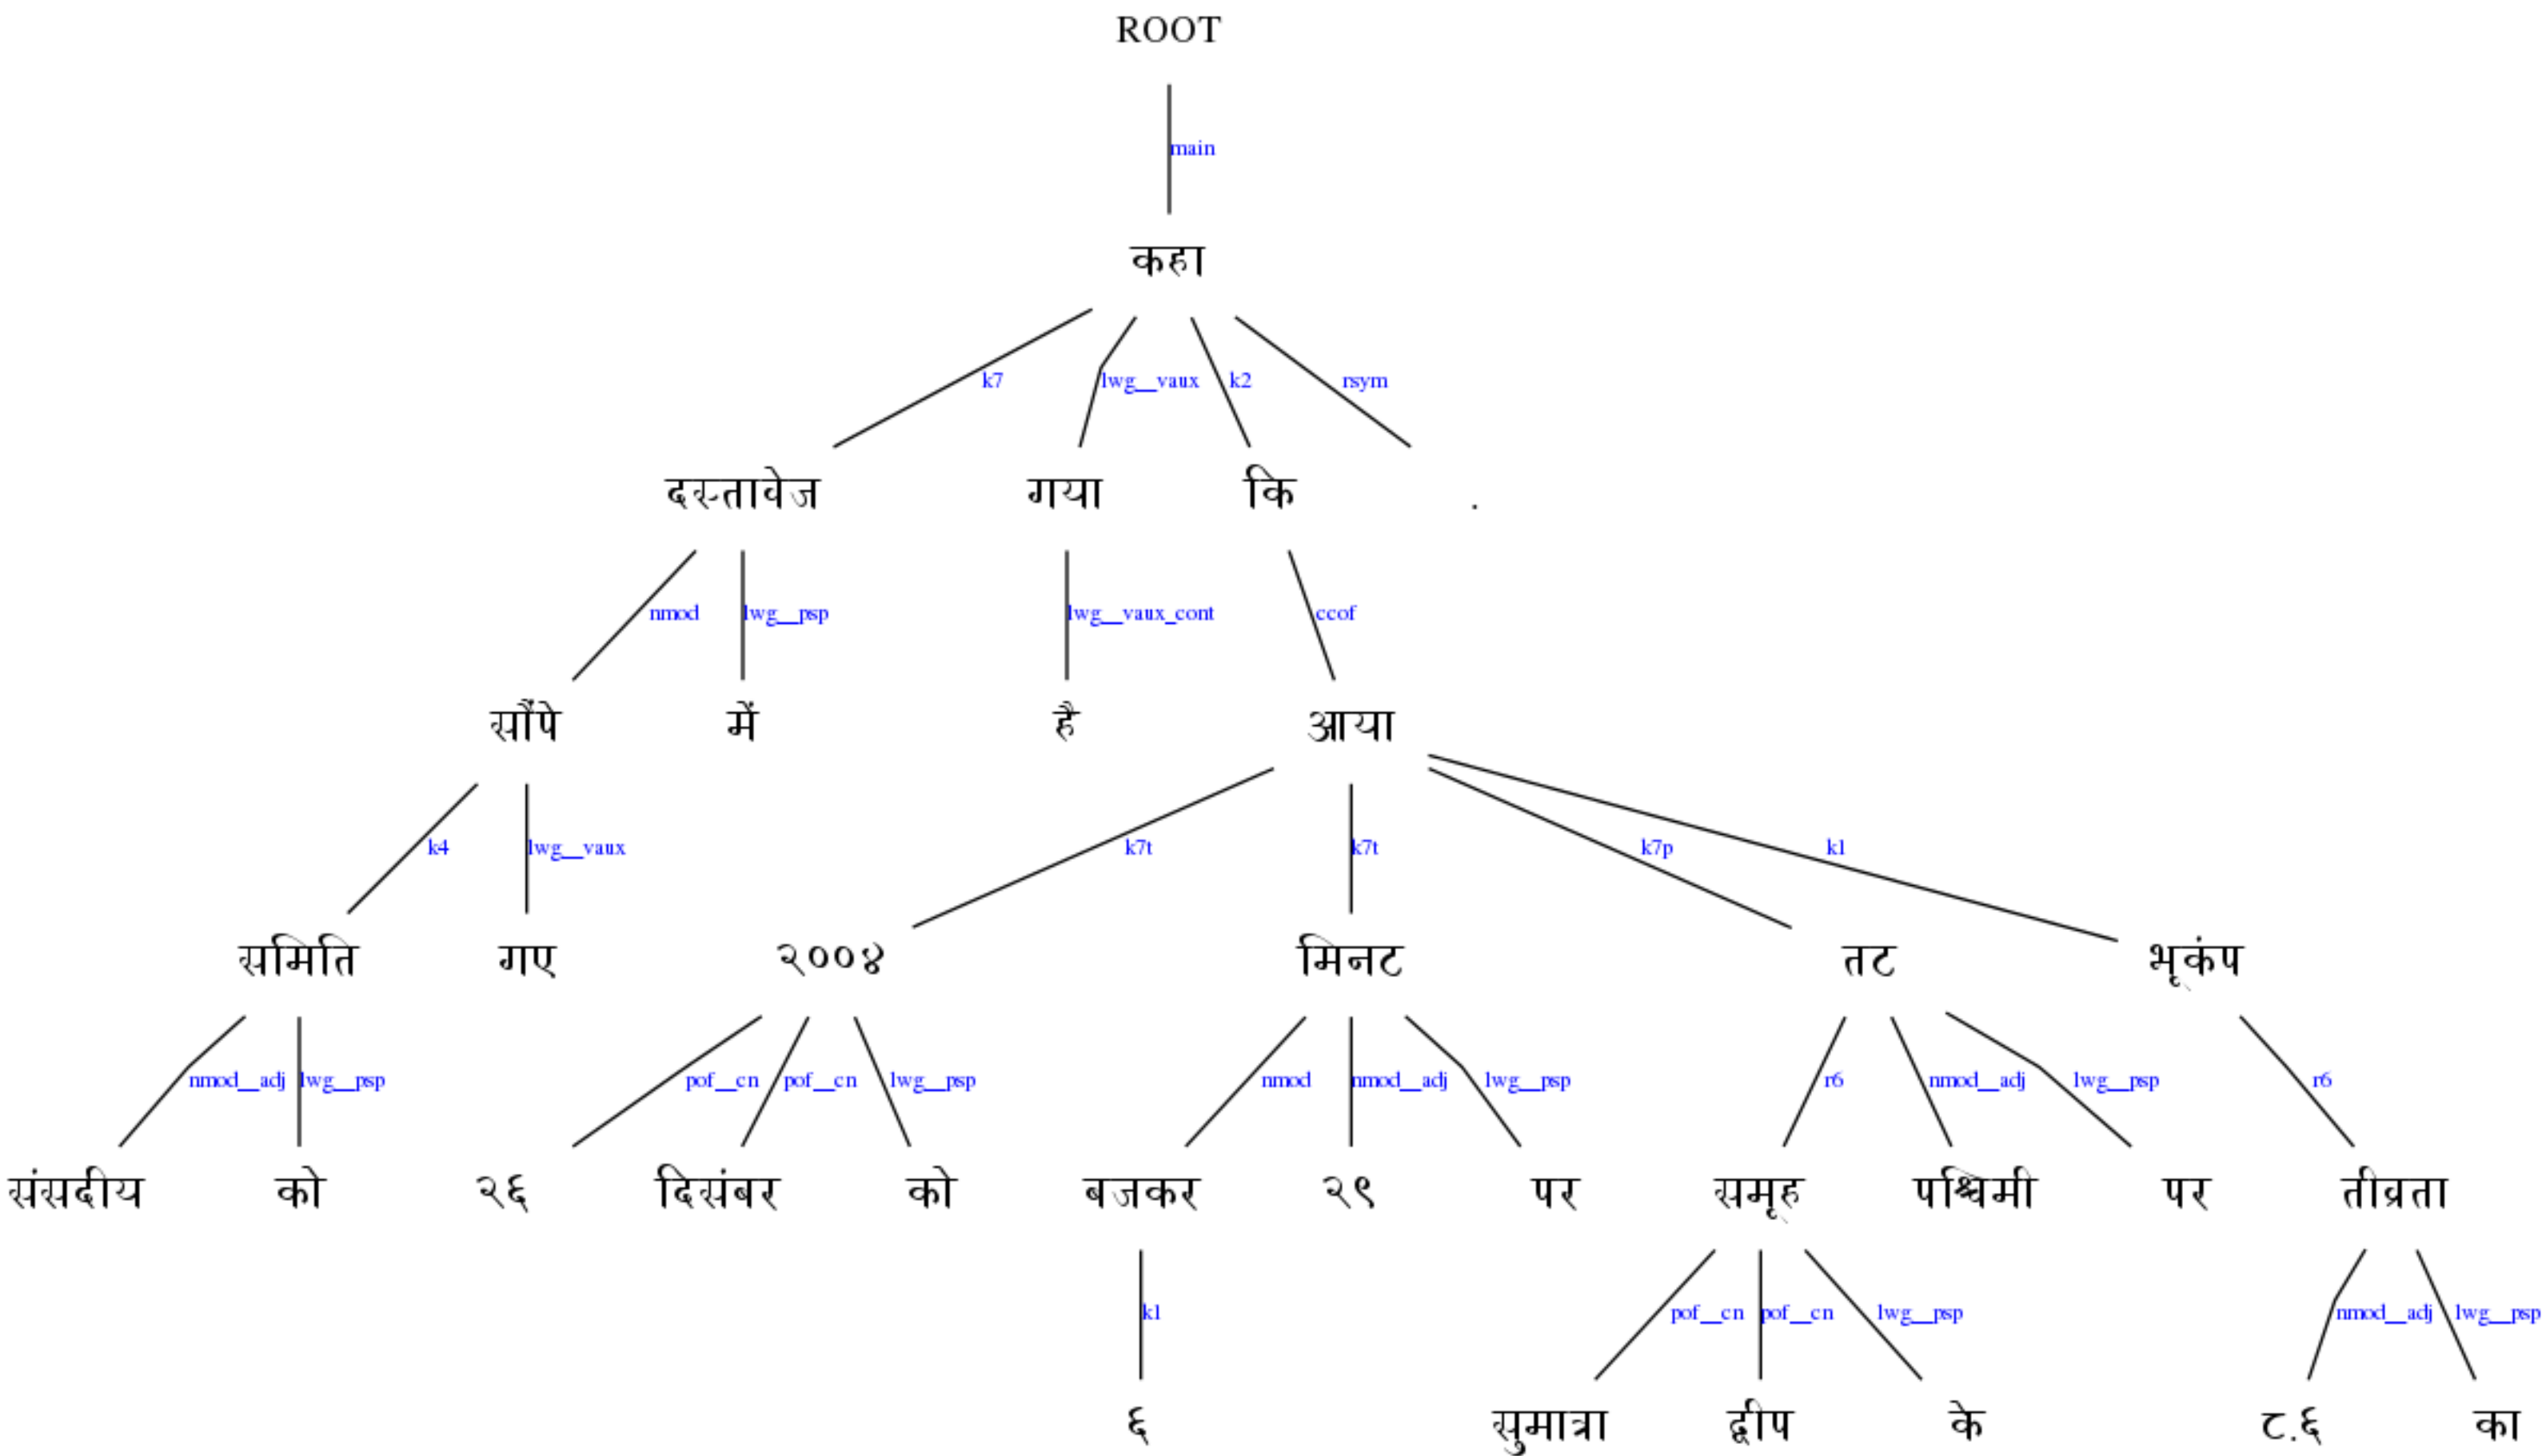 ROOT
main
कहा
k7 lwg__vaux k2 rsym
दस्तावेज गया कि .
nmod lwg__psp lwg__vaux_cont ccof
सौंपे में है आया
k4 lwg__vaux k7t k7t k7p k1
समिति गए २००४ मिनट तट भूकंप
nmod__adj lwg__psp pof__cn pof__cn lwg__psp nmod nmod__adj lwg__psp r6 nmod__adj lwg__psp r6
संसदीय को २६ दिसंबर को बजकर २९ पर समूह पश्चिमी पर तीव्रता
k1 pof__cn pof__cn lwg__psp nmod__adj lwg__psp
६ सुमात्रा द्वीप के ८.६ का